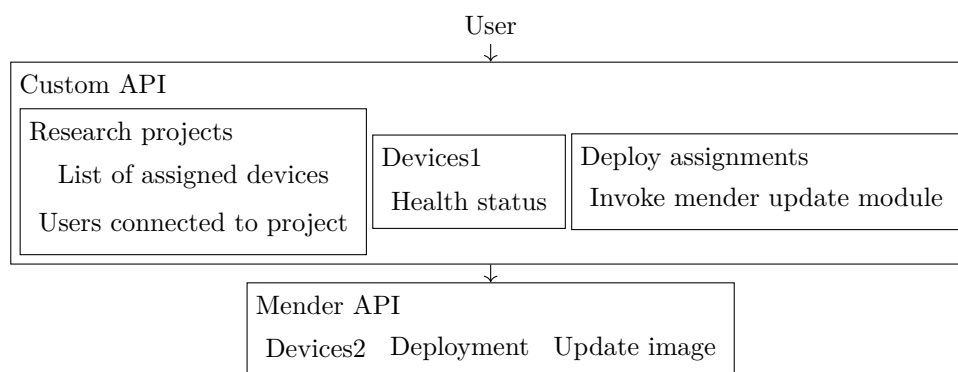 User
Custom API
Research projects
List of assigned devices
Users connected to project
Devices1
Health status
Deploy assignments
Invoke mender update module
Mender API
Devices2 Deployment Update image